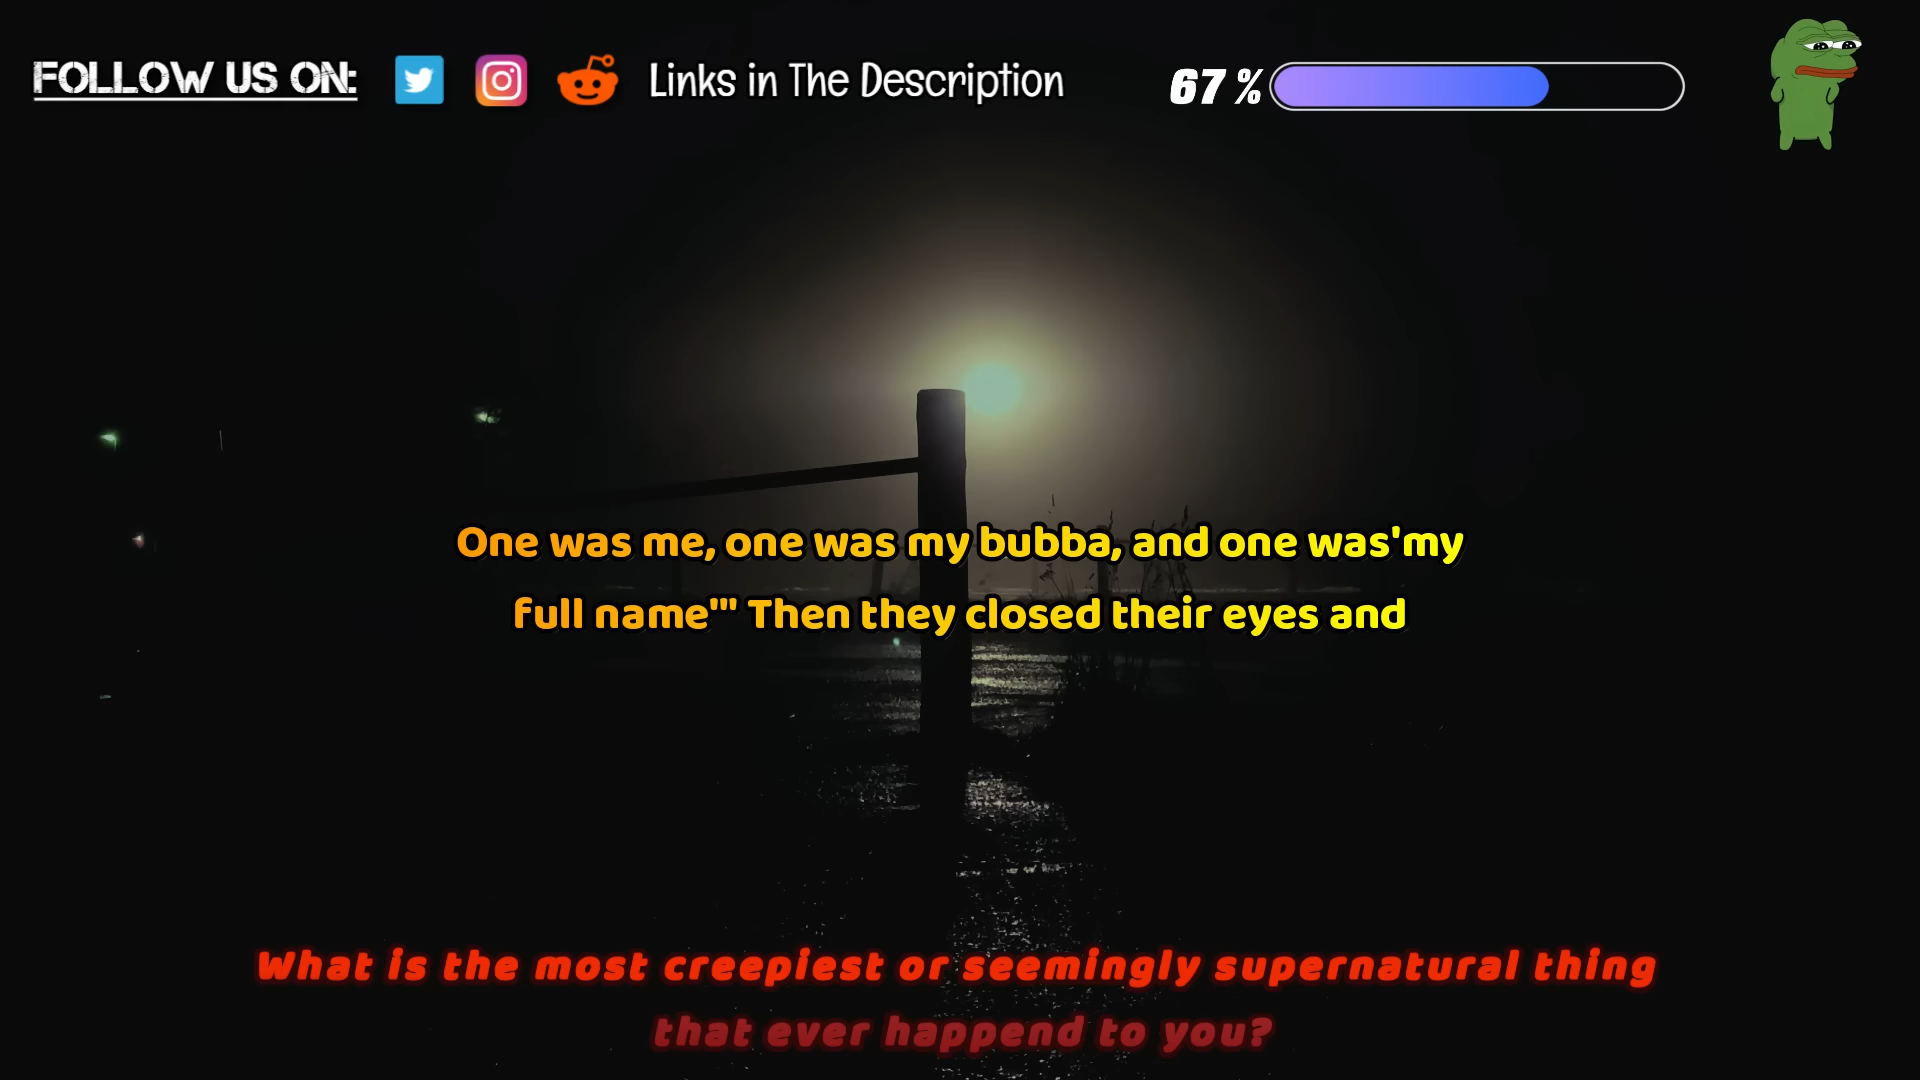 FOLLOW US ON: Links in The Description 67 %
One was me, one was my bubba, and one was'my
full name'" Then they closed their eyes and
What is the most creepiest or seemingly supernatural thing
that ever happend to you?